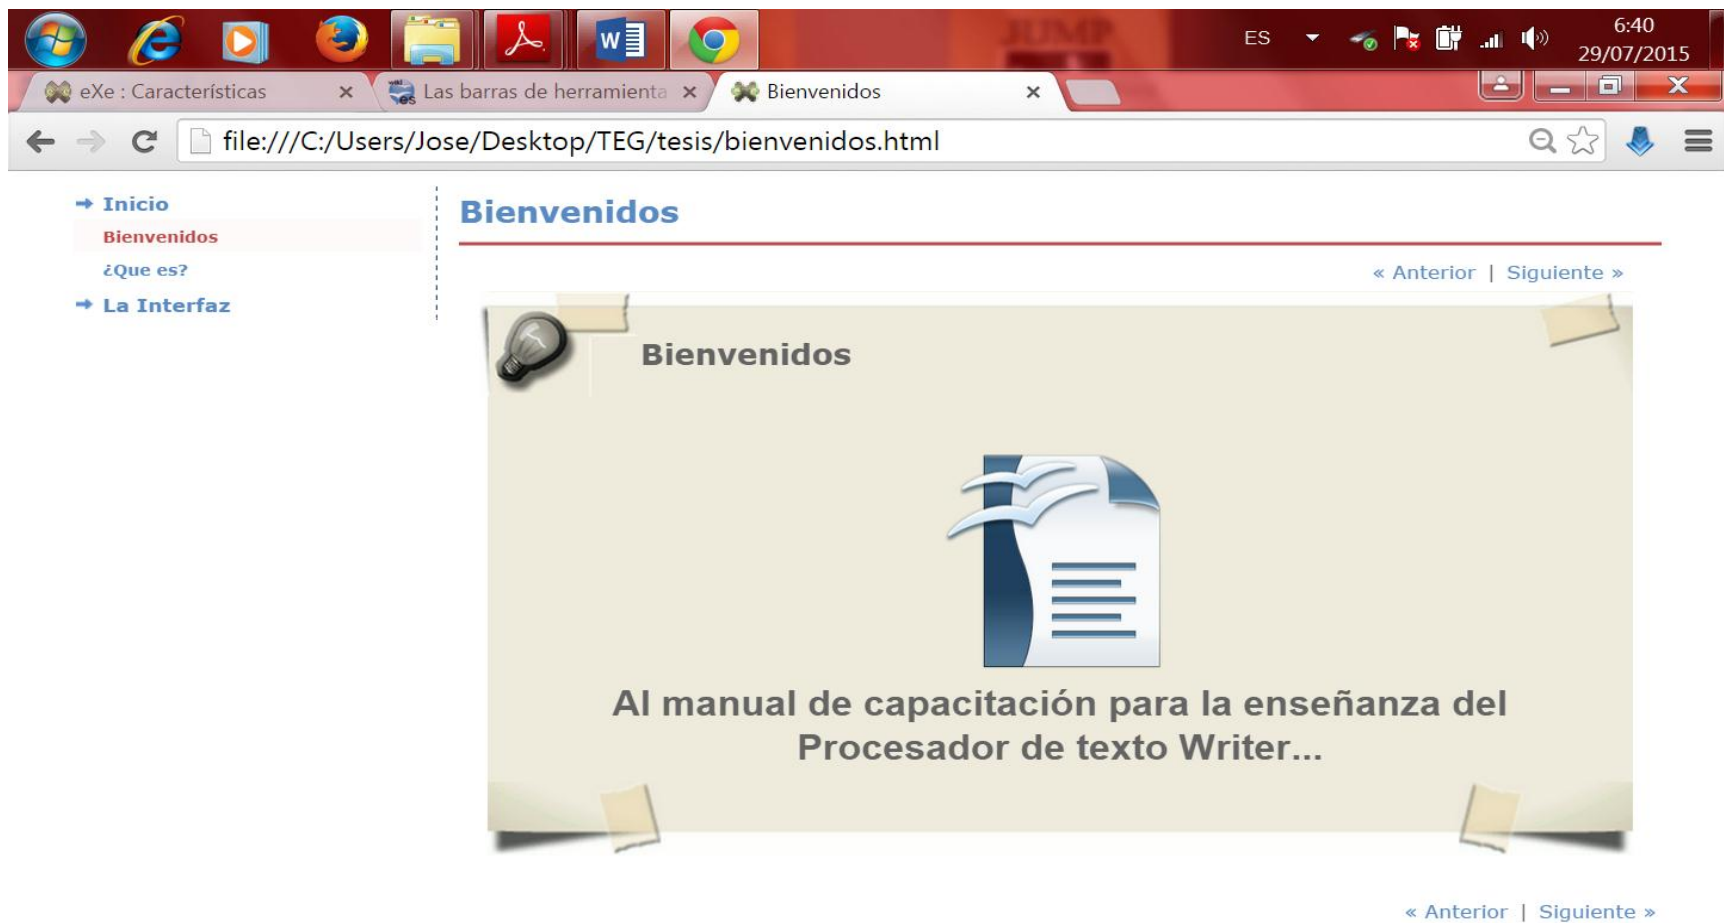 JUMP
ES
6:40
29/07/2015
eXe : Características
Las barras de herramienta
Bienvenidos
file:///C:/Users/Jose/Desktop/TEG/tesis/bienvenidos.html
Inicio
Bienvenidos
¿Que es?
La Interfaz
Bienvenidos
« Anterior | Siguiente »
Bienvenidos
Al manual de capacitación para la enseñanza del
Procesador de texto Writer...
« Anterior | Siguiente »